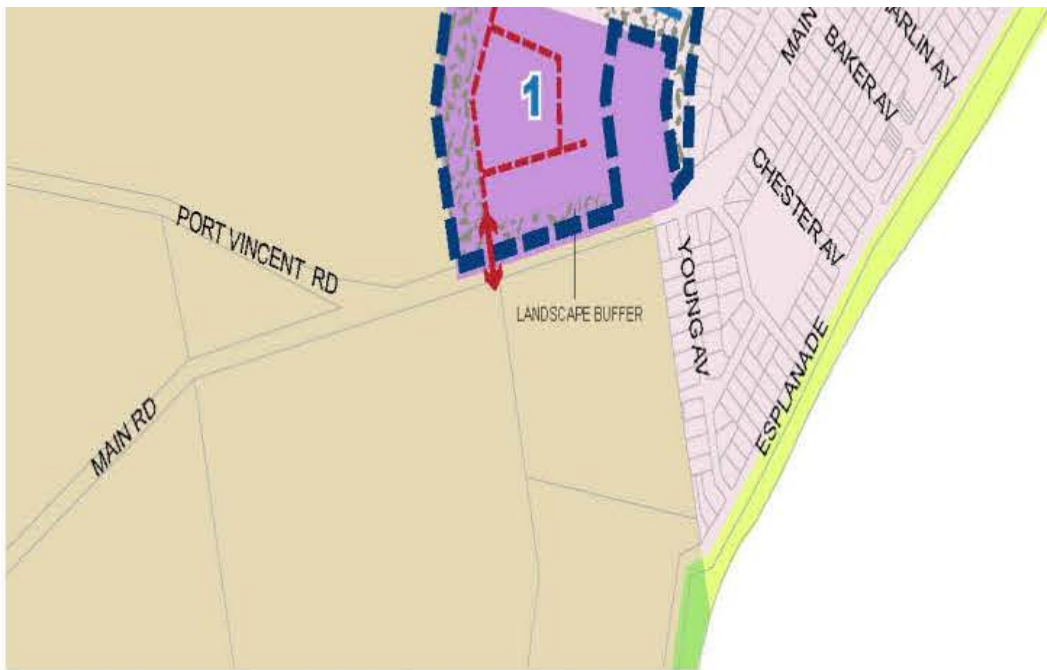 ARLIN AV
MAIN
BAKER AV
1
CHESTER AV
PORT VINCENT RD
YOUNG AV
LANDSCAPE BUFFER
ESPLANADE
MAIN RD